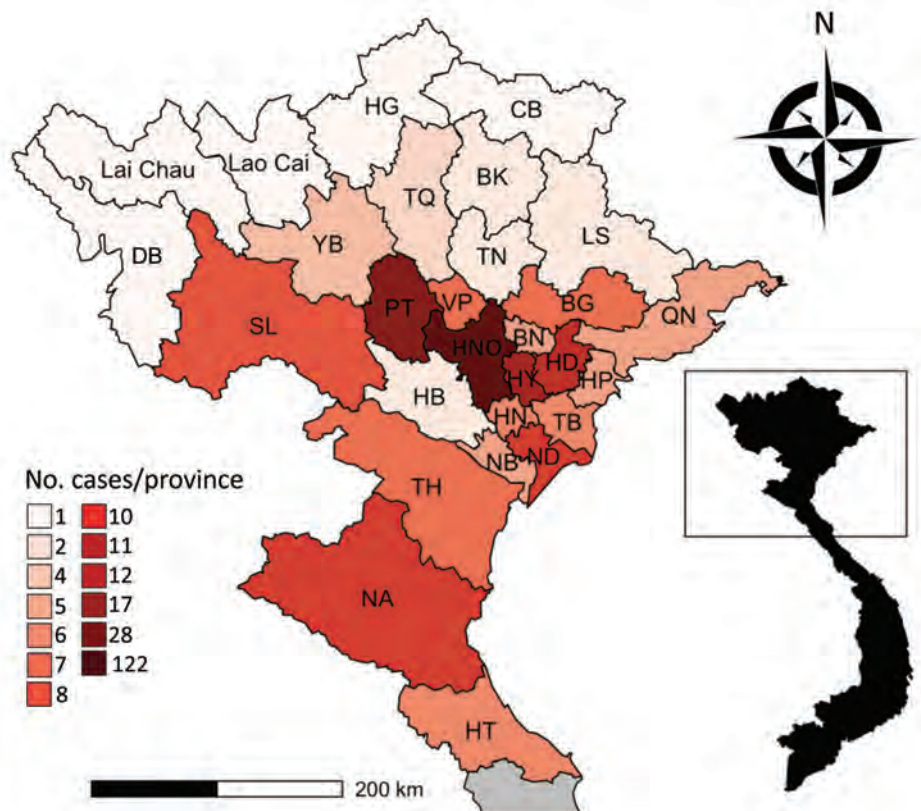 N
HG
CB
Lai Chau
Lao Cai
TQ
BK
DB
YB
TN
LS
SL
PT
VP
BG
QN
HNO
BN
HD
HY
HP
HB
HN
TB
ND
NB
TH
No. cases/province
1
10
2
11
4
12
5
17
6
28
7
122
8
NA
HT
200 km